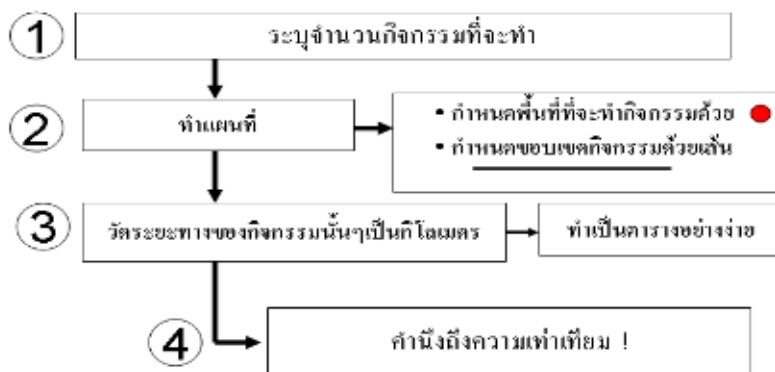 1 ระบุจำนวนกิจกรรมที่จะทำ
2 ทำแผนที่
• กำหนดพื้นที่ที่จะทำกิจกรรมด้วย
• กำหนดขอบเขตกิจกรรมด้วยเส้น
3 วัดระยะทางของกิจกรรมนั้นๆเป็นกิโลเมตร
ทำเป็นตารางอย่างง่าย
4 คำนึงถึงความเท่าเทียม !